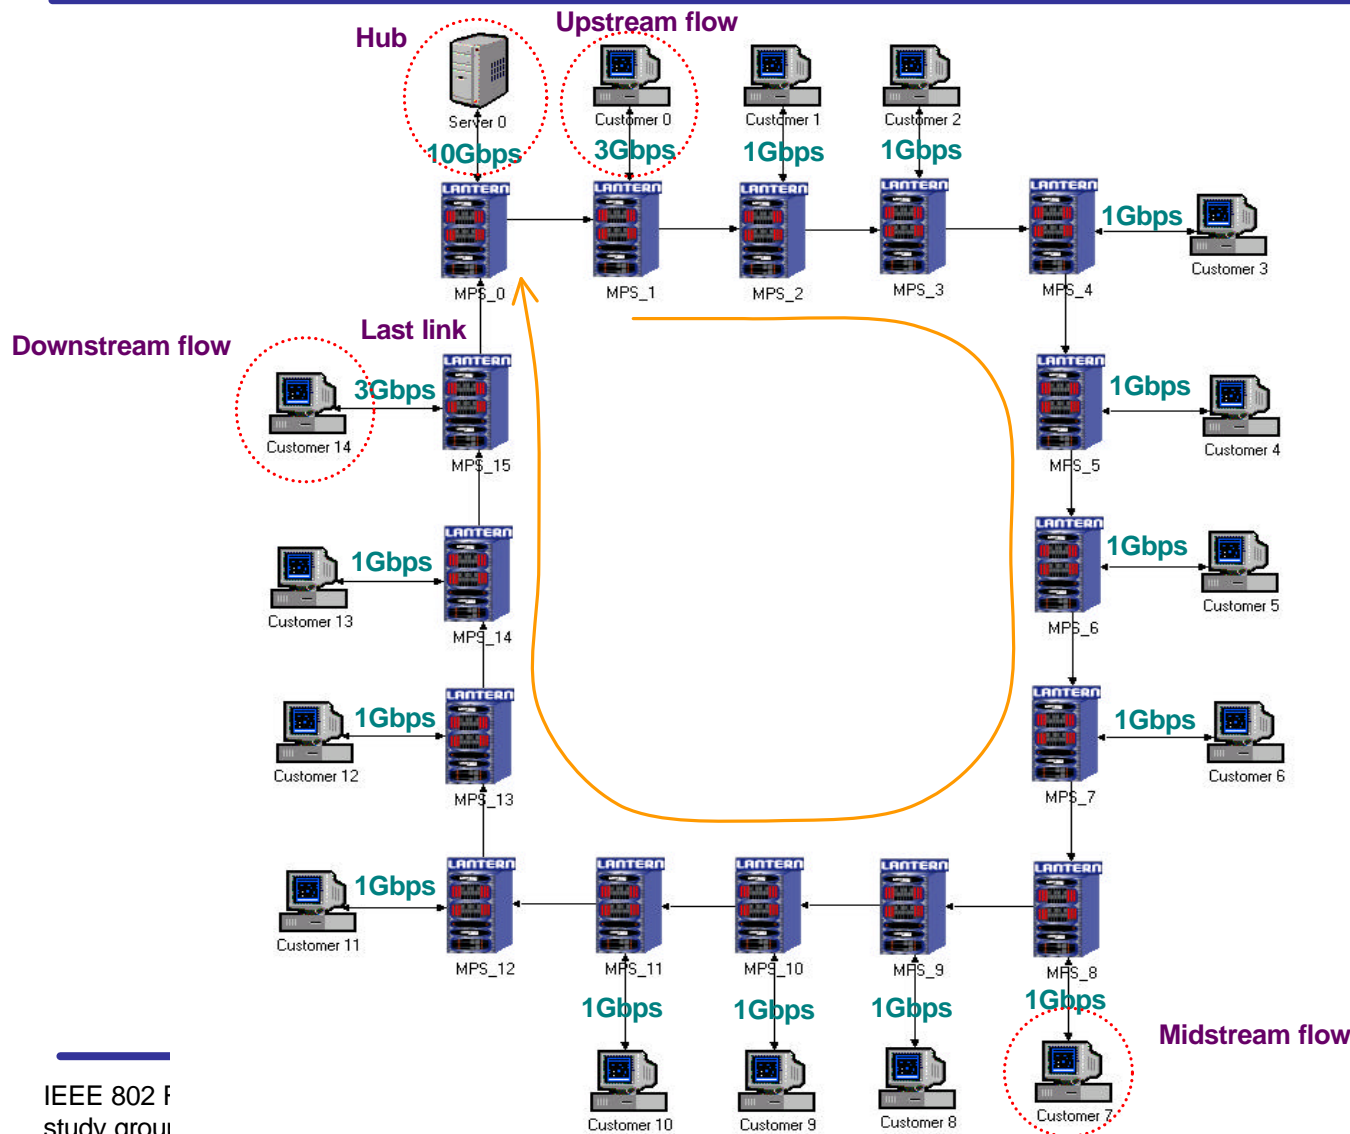 Upstream flow
Hub
Server 0
Customer 0
Customer 1
Customer 2
10Gbps
3Gbps
1Gbps
1Gbps
LANTERN
LANTERN
LANTERN
LANTERN
LANTERN
1Gbps
Customer 3
MPS_0
MPS_1
MPS_2
MPS_3
MPS_4
Last link
Downstream flow
LANTERN
LANTERN
3Gbps
1Gbps
Customer 14
Customer 4
MPS_15
MPS_5
LANTERN
LANTERN
1Gbps
1Gbps
Customer 13
Customer 5
MPS_14
MPS_6
LANTERN
LANTERN
1Gbps
1Gbps
Customer 12
Customer 6
MPS_13
MPS_7
LANTERN
LANTERN
LANTERN
LANTERN
LANTERN
1Gbps
Customer 11
MPS_12
MPS_11
MPS_10
MPS_9
MPS_8
1Gbps
1Gbps
1Gbps
1Gbps
Midstream flow
Customer 10
Customer 9
Customer 8
Customer 7
IEEE 802
study